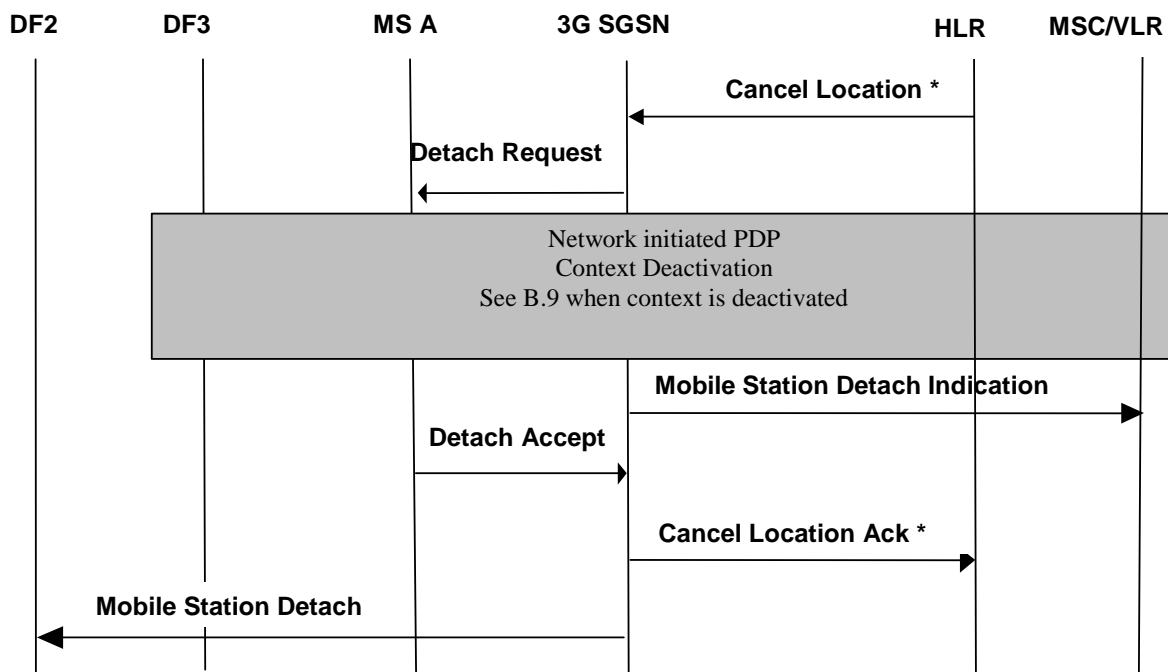 DF2 DF3 MS A 3G SGSN HLR MSC/VLR
Cancel Location *
Detach Request
Network initiated PDP
Context Deactivation
See B.9 when context is deactivated
Mobile Station Detach Indication
Detach Accept
Cancel Location Ack *
Mobile Station Detach